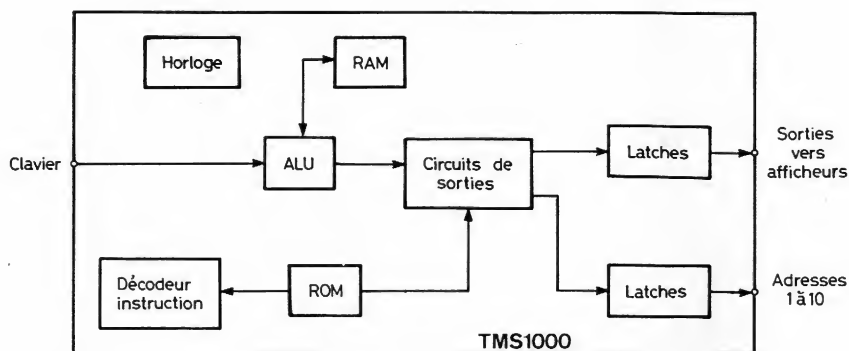 Horloge
RAM
Clavier
ALU
Circuits de
sorties
Latches
Sorties
vers
afficheurs
Décodeur
instruction
ROM
Latches
Adresses
1 à 10
TMS1000